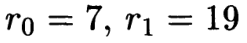 r₀ = 7, r₁ = 19